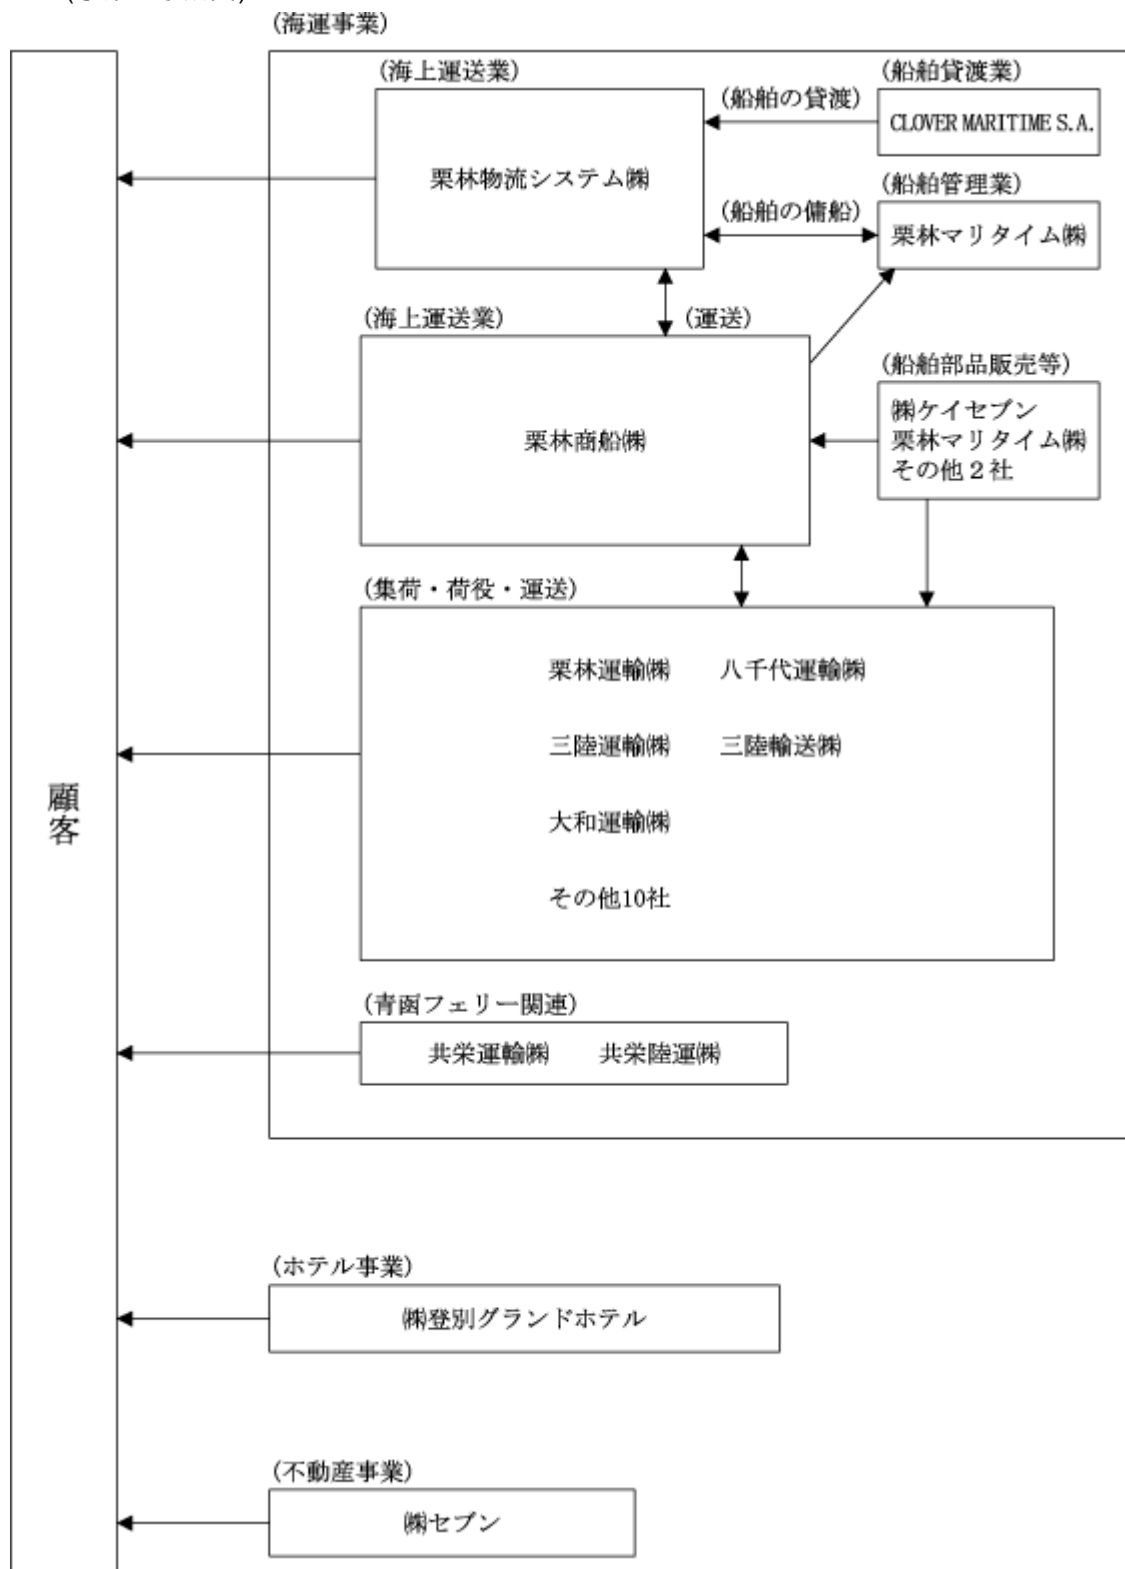 (海運事業)
(海上運送業)
(船舶貸渡業)
(船舶の貸渡)
CLOVER MARITIME S.A.
栗林物流システム㈱
(船舶管理業)
(船舶の傭船)
栗林マリタイム㈱
(海上運送業)
(運送)
(船舶部品販売等)
㈱ケイセブン
栗林マリタイム㈱
その他２社
栗林商船㈱
(集荷・荷役・運送)
栗林運輸㈱　八千代運輸㈱
三陸運輸㈱　三陸輸送㈱
大和運輸㈱
その他10社
顧客
(青函フェリー関連)
共栄運輸㈱　共栄陸運㈱
(ホテル事業)
㈱登別グランドホテル
(不動産事業)
㈱セブン